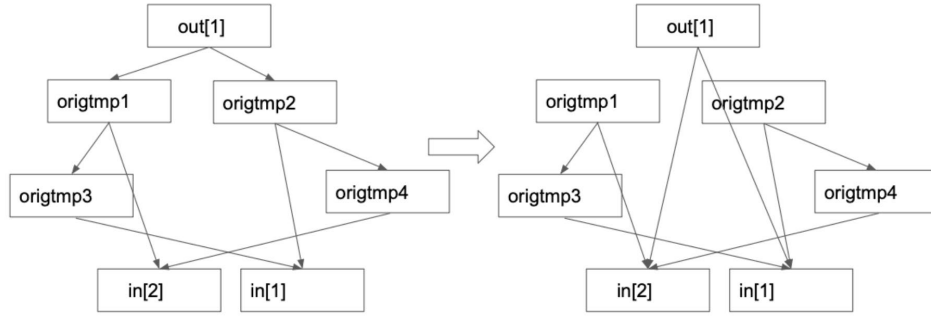 out[1]
origtmp1
origtmp2
origtmp3
origtmp4
in[2]
in[1]
out[1]
origtmp1
origtmp2
origtmp3
origtmp4
in[2]
in[1]